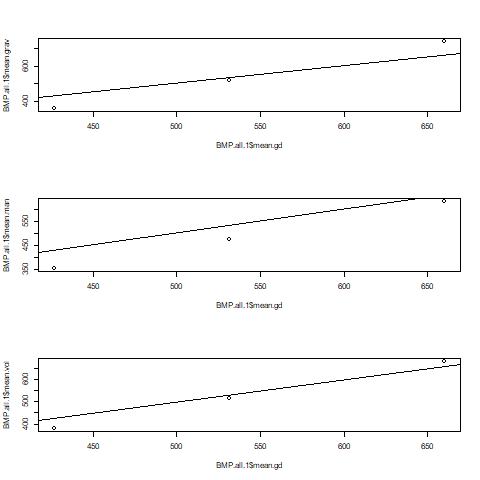 BMP.all.1$mean.grav
400 600
450 500 550 600 650
BMP.all.1$mean.gd
BMP.all.1$mean.man
350 450 550
450 500 550 600 650
BMP.all.1$mean.gd
BMP.all.1$mean.vol
400 500 600
450 500 550 600 650
BMP.all.1$mean.gd